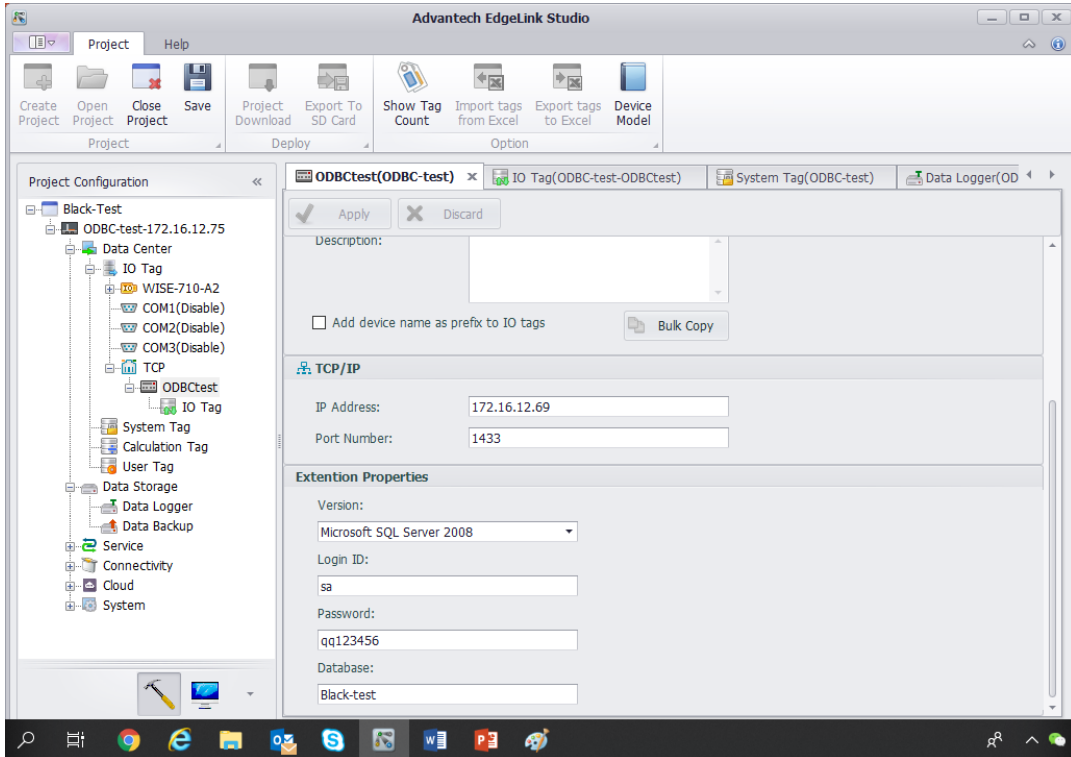 Advantech EdgeLink Studio
Project Help
Create Project
Open Project
Close Project
Save
Project Download
Export To SD Card
Show Tag Count
Import tags from Excel
Export tags to Excel
Device Model
Project
Deploy
Option
Project Configuration
Black-Test
ODBC-test-172.16.12.75
Data Center
IO Tag
WISE-710-A2
COM1(Disable)
COM2(Disable)
COM3(Disable)
TCP
ODBCtest
IO Tag
System Tag
Calculation Tag
User Tag
Data Storage
Data Logger
Data Backup
Service
Connectivity
Cloud
System
ODBCtest(ODBC-test) IO Tag(ODBC-test-ODBCtest) System Tag(ODBC-test) Data Logger(OD
Apply Discard
Description:
Add device name as prefix to IO tags Bulk Copy
TCP/IP
IP Address: 172.16.12.69
Port Number: 1433
Extention Properties
Version:
Microsoft SQL Server 2008
Login ID:
sa
Password:
qq123456
Database:
Black-test